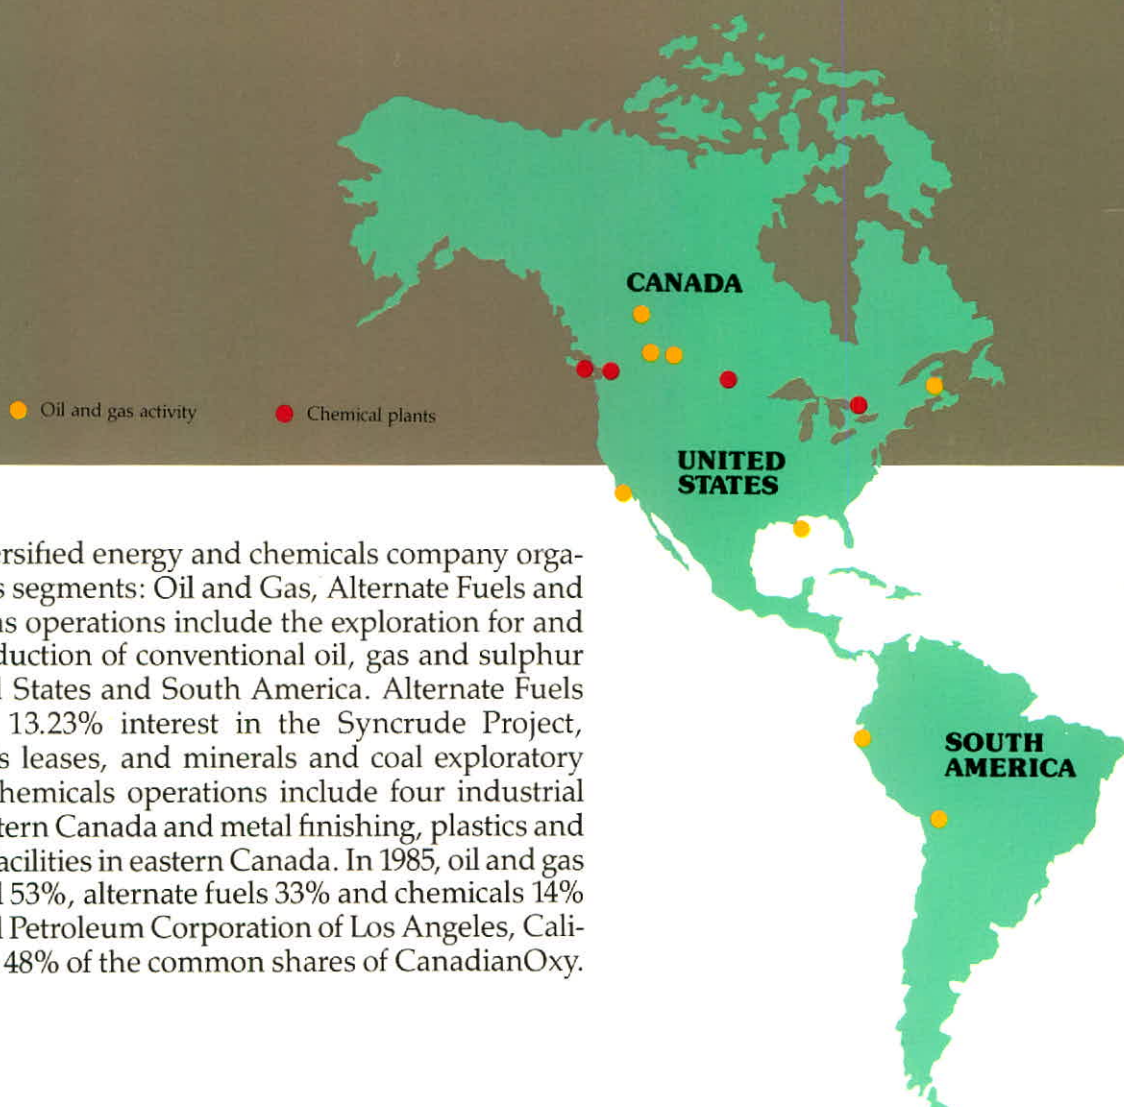 CANADA
Oil and gas activity
Chemical plants
UNITED
STATES
ersified energy and chemicals company orga-
s segments: Oil and Gas, Alternate Fuels and
as operations include the exploration for and
duction of conventional oil, gas and sulphur
l States and South America. Alternate Fuels
13.23% interest in the Syncrude Project,
s leases, and minerals and coal exploratory
hemicals operations include four industrial
tern Canada and metal finishing, plastics and
acilities in eastern Canada. In 1985, oil and gas
l 53%, alternate fuels 33% and chemicals 14%
l Petroleum Corporation of Los Angeles, Cali-
48% of the common shares of CanadianOxy.
SOUTH
AMERICA